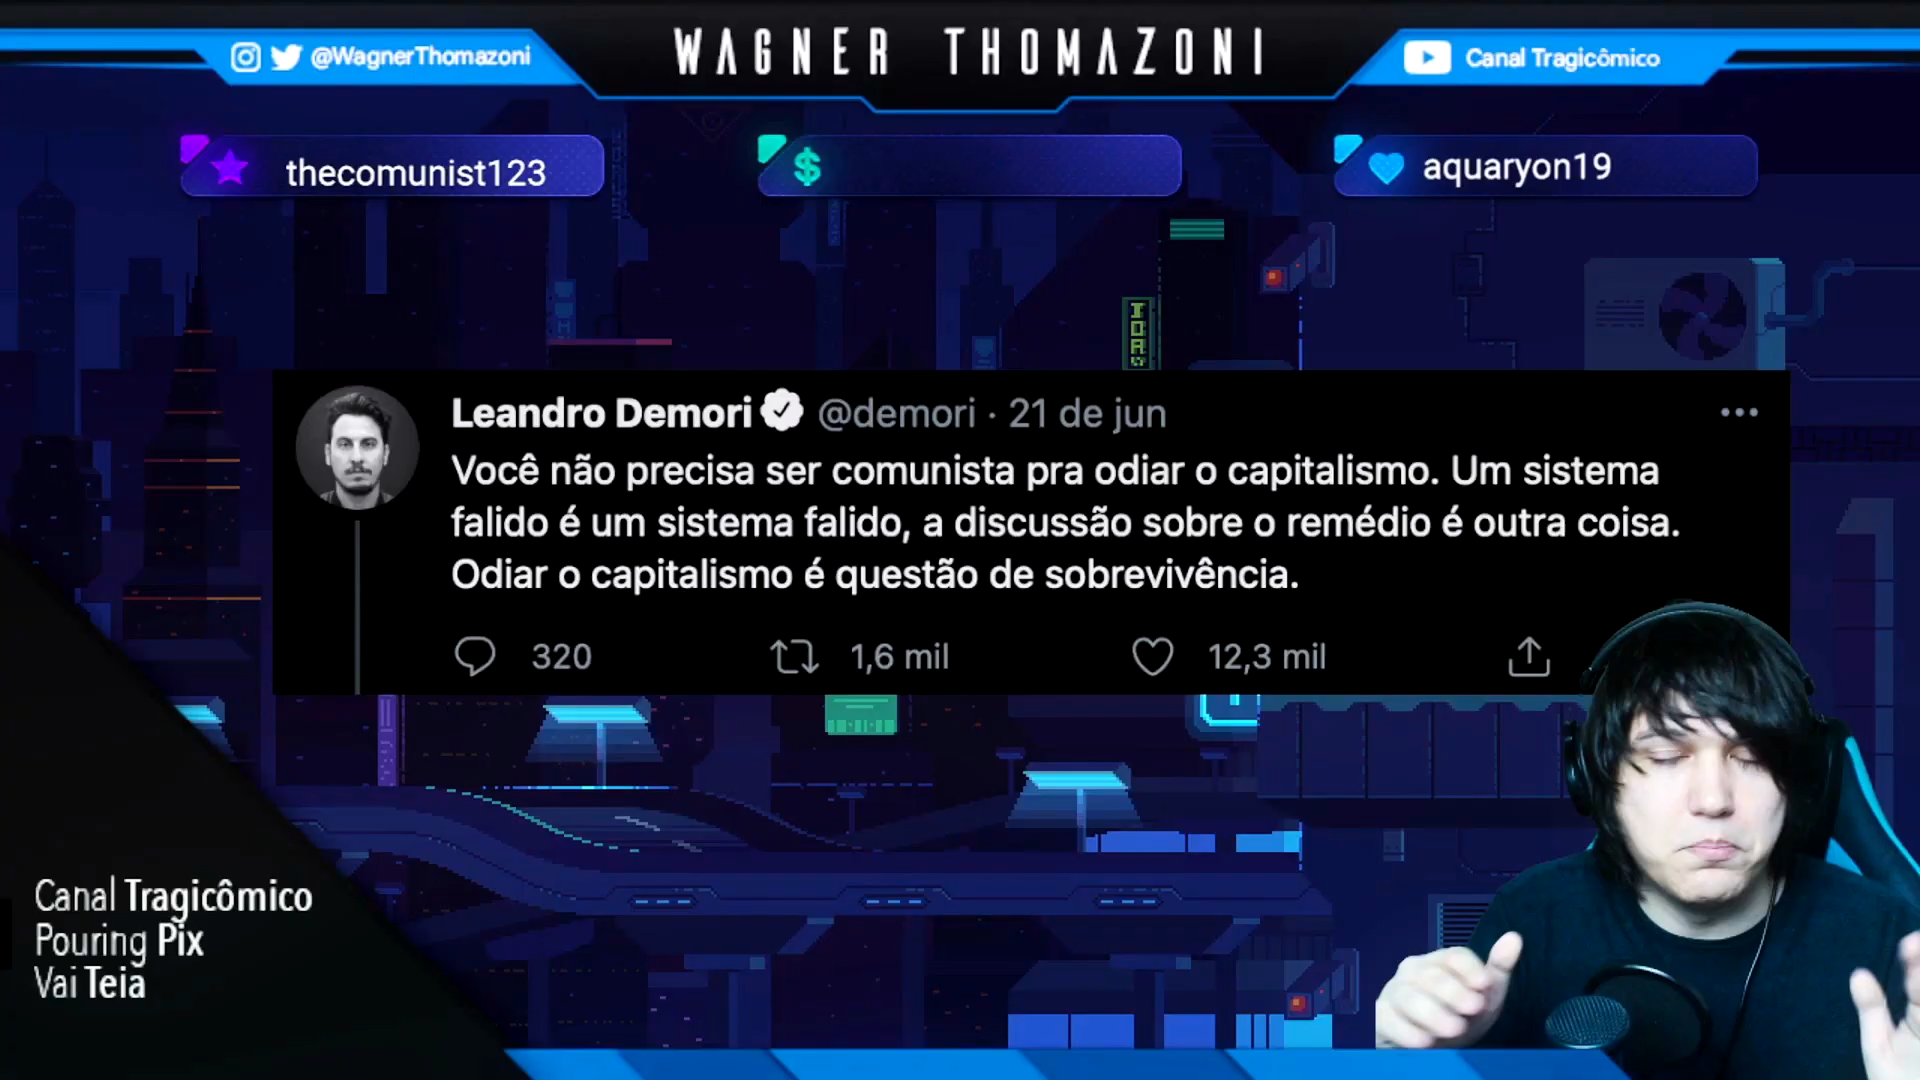 @WagnerThomazoni
WAGNER THOMAZONI
Canal Tragicômico
thecomunist123
$
aquaryon19
Leandro Demori @demori · 21 de jun
Você não precisa ser comunista pra odiar o capitalismo. Um sistema
falido é um sistema falido, a discussão sobre o remédio é outra coisa.
Odiar o capitalismo é questão de sobrevivência.
320 1,6 mil 12,3 mil
Canal Tragicômico
Pouring Pix
Vai Teia